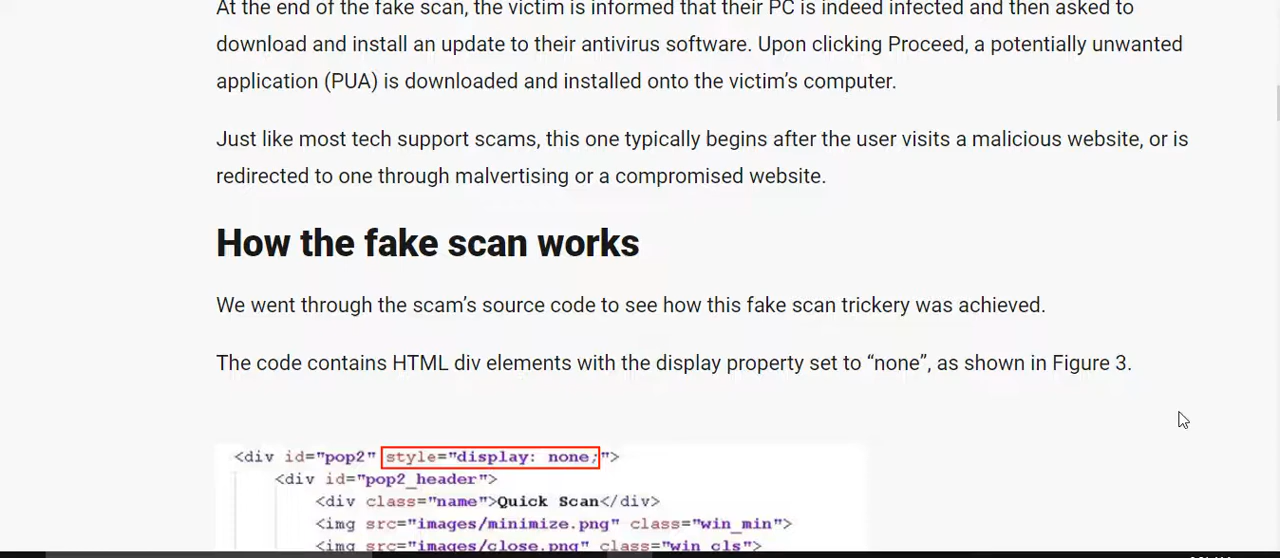 At the end of the fake scan, the victim is informed that their PC is indeed infected and then asked to
download and install an update to their antivirus software. Upon clicking Proceed, a potentially unwanted
application (PUA) is downloaded and installed onto the victim’s computer.
Just like most tech support scams, this one typically begins after the user visits a malicious website, or is
redirected to one through malvertising or a compromised website.
How the fake scan works
We went through the scam’s source code to see how this fake scan trickery was achieved.
The code contains HTML div elements with the display property set to “none”, as shown in Figure 3.
<div id="pop2" style="display: none;">
<div id="pop2_header">
<div class="name">Quick Scan</div>
<img src="images/minimize.png" class="win_min">
<img src="images/close.png" class="win_cls">